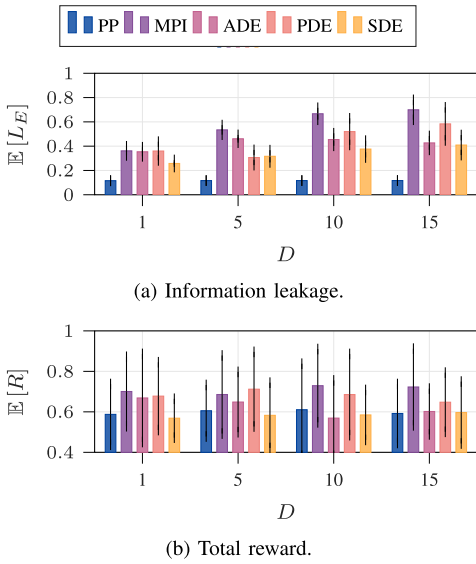 PP MPI ADE PDE SDE
1
0.8
0.6
0.4
0.2
0
𝔼 [L_E]
1 5 10 15
D
(a) Information leakage.
1
0.8
0.6
0.4
𝔼 [R]
1 5 10 15
D
(b) Total reward.